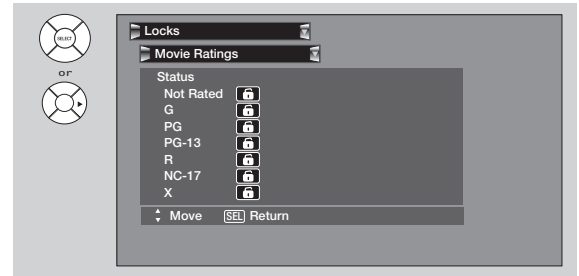 SELECT
or
Locks
Movie Ratings
Status
Not Rated
G
PG
PG-13
R
NC-17
X
Move SEL Return